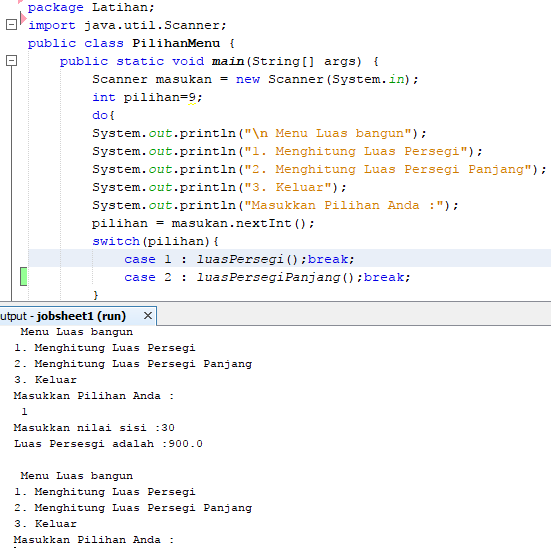 package Latihan;
import java.util.Scanner;
public class PilihanMenu {
public static void main(String[] args) {
Scanner masukan = new Scanner(System.in);
int pilihan=9;
do{
System.out.println("\n Menu Luas bangun");
System.out.println("1. Menghitung Luas Persegi");
System.out.println("2. Menghitung Luas Persegi Panjang");
System.out.println("3. Keluar");
System.out.println("Masukkan Pilihan Anda :");
pilihan = masukan.nextInt();
switch(pilihan){
case 1 : luasPersegi();break;
case 2 : luasPersegiPanjang();break;
}
utput - jobsheet1 (run) ×
Menu Luas bangun
1. Menghitung Luas Persegi
2. Menghitung Luas Persegi Panjang
3. Keluar
Masukkan Pilihan Anda :
1
Masukkan nilai sisi :30
Luas Persesgi adalah :900.0
Menu Luas bangun
1. Menghitung Luas Persegi
2. Menghitung Luas Persegi Panjang
3. Keluar
Masukkan Pilihan Anda :